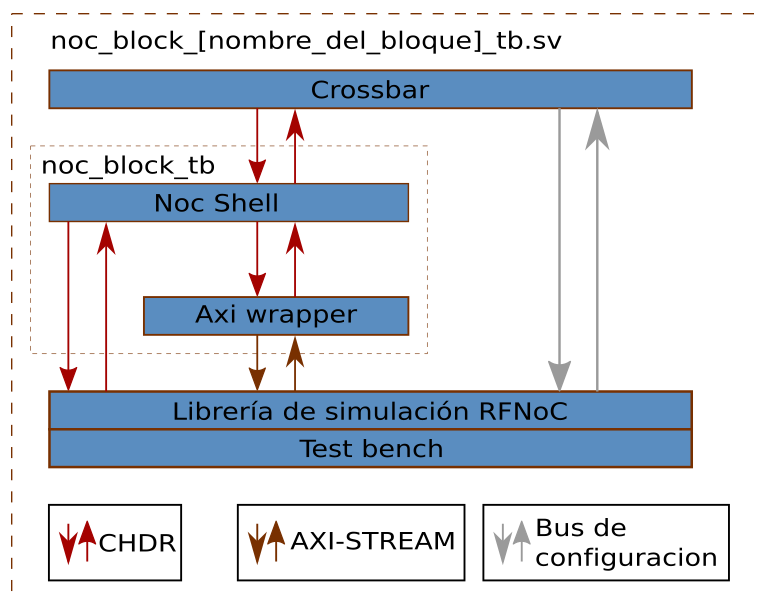 noc_block_[nombre_del_bloque]_tb.sv
Crossbar
noc_block_tb
Noc Shell
Axi wrapper
Librería de simulación RFNoC
Test bench
CHDR
AXI-STREAM
Bus de
configuracion